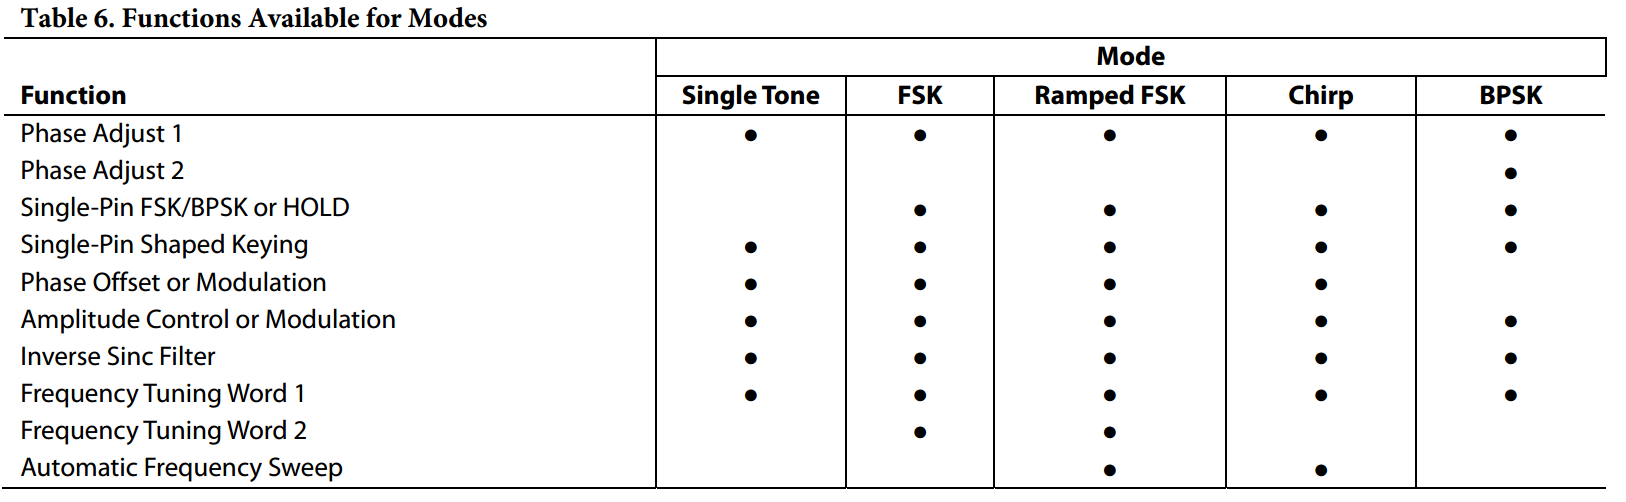 Table 6. Functions Available for Modes
Mode
Function Single Tone FSK Ramped FSK Chirp BPSK
Phase Adjust 1 ● ● ● ● ●
Phase Adjust 2 ●
Single-Pin FSK/BPSK or HOLD ● ● ● ●
Single-Pin Shaped Keying ● ● ● ● ●
Phase Offset or Modulation ● ● ● ●
Amplitude Control or Modulation ● ● ● ● ●
Inverse Sinc Filter ● ● ● ● ●
Frequency Tuning Word 1 ● ● ● ● ●
Frequency Tuning Word 2 ● ●
Automatic Frequency Sweep ● ●